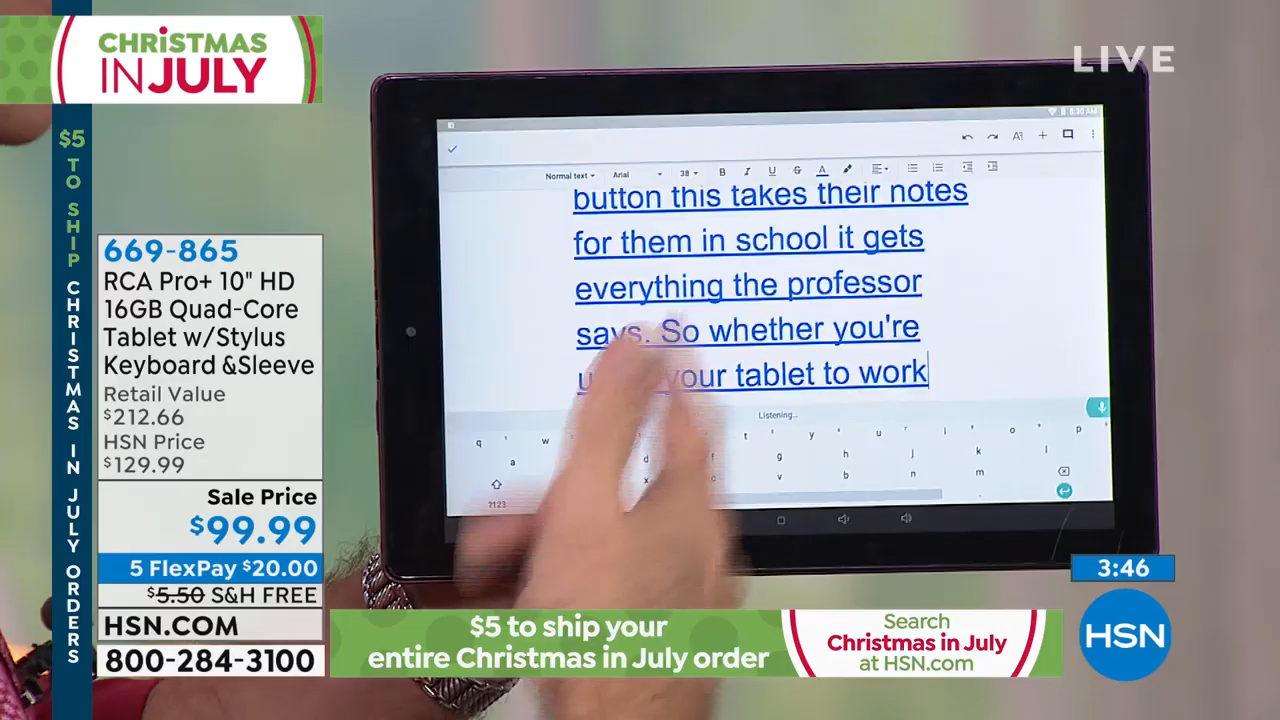 CHRiSTMAS
IN JULY
LIVE
$5 TO SHIP CHRISTMAS IN JULY ORDERS
669-865
RCA Pro+ 10" HD
16GB Quad-Core
Tablet w/Stylus
Keyboard &Sleeve
Retail Value
$212.66
HSN Price
$129.99
Sale Price
$99.99
5 FlexPay $20.00
$5.50 S&H FREE
HSN.COM
800-284-3100
Normal text Arial 38 B I U S A
button this takes their notes
for them in school it gets
everything the professor
says. So whether you're
your tablet to work
Listening...
q w t y u i o p
a d f g h j k l
x c v b n m
?123
3:46
$5 to ship your
entire Christmas in July order
Search
Christmas in July
at HSN.com
HSN